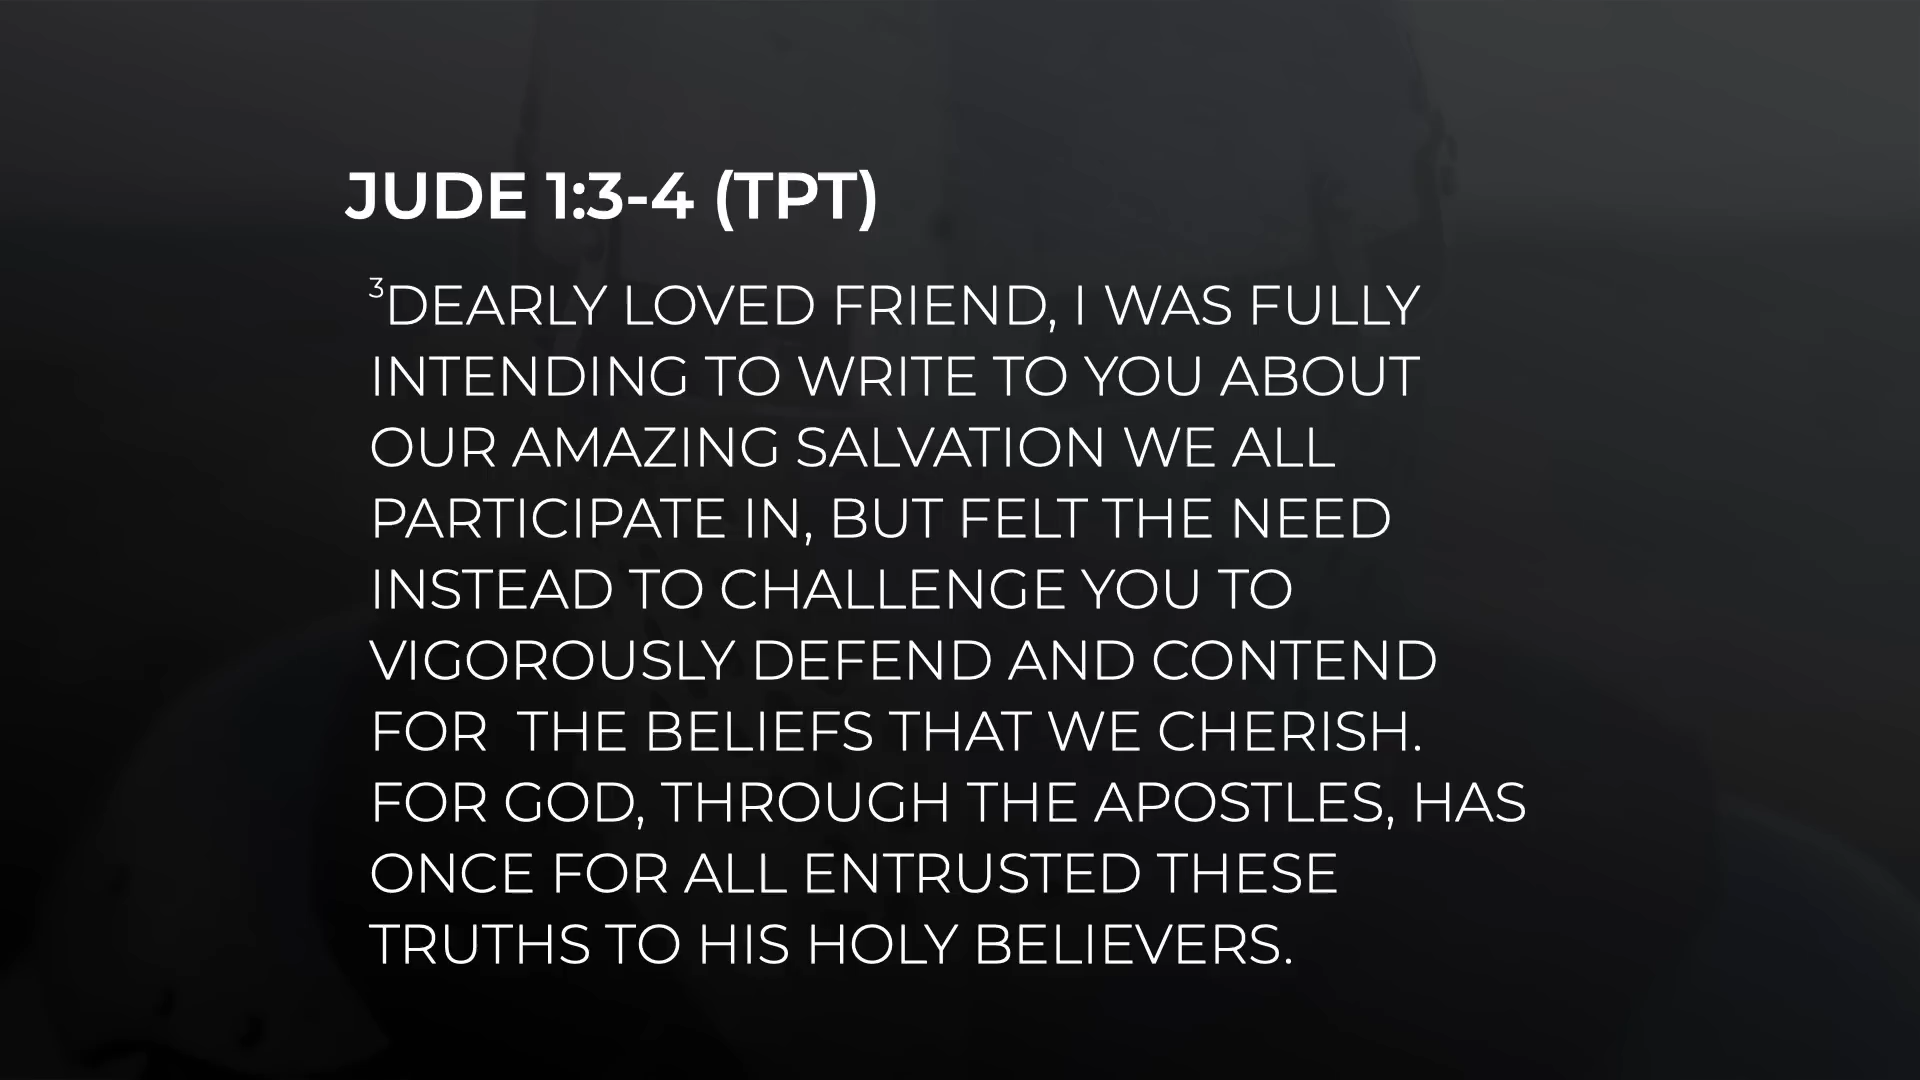 JUDE 1:3-4 (TPT)
³DEARLY LOVED FRIEND, I WAS FULLY
INTENDING TO WRITE TO YOU ABOUT
OUR AMAZING SALVATION WE ALL
PARTICIPATE IN, BUT FELT THE NEED
INSTEAD TO CHALLENGE YOU TO
VIGOROUSLY DEFEND AND CONTEND
FOR  THE BELIEFS THAT WE CHERISH.
FOR GOD, THROUGH THE APOSTLES, HAS
ONCE FOR ALL ENTRUSTED THESE
TRUTHS TO HIS HOLY BELIEVERS.